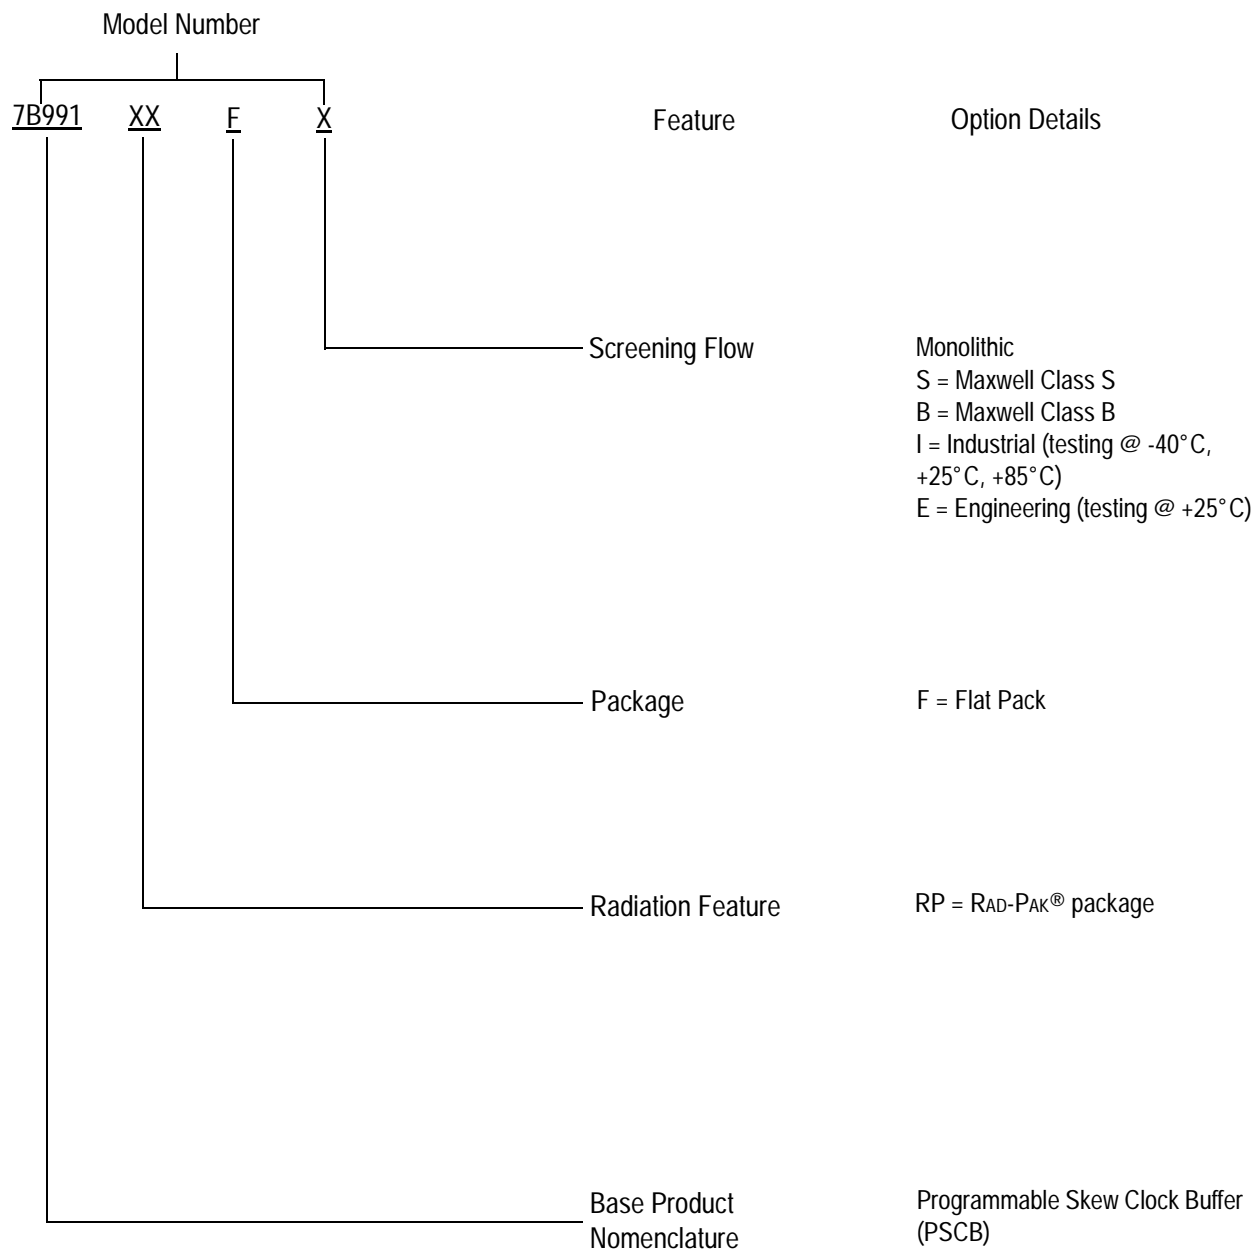 Model Number
7B991 XX F X Feature Option Details
Screening Flow Monolithic
S = Maxwell Class S
B = Maxwell Class B
I = Industrial (testing @ -40°C,
+25°C, +85°C)
E = Engineering (testing @ +25°C)
Package F = Flat Pack
Radiation Feature RP = RAD-PAK® package
Base Product Programmable Skew Clock Buffer
Nomenclature (PSCB)